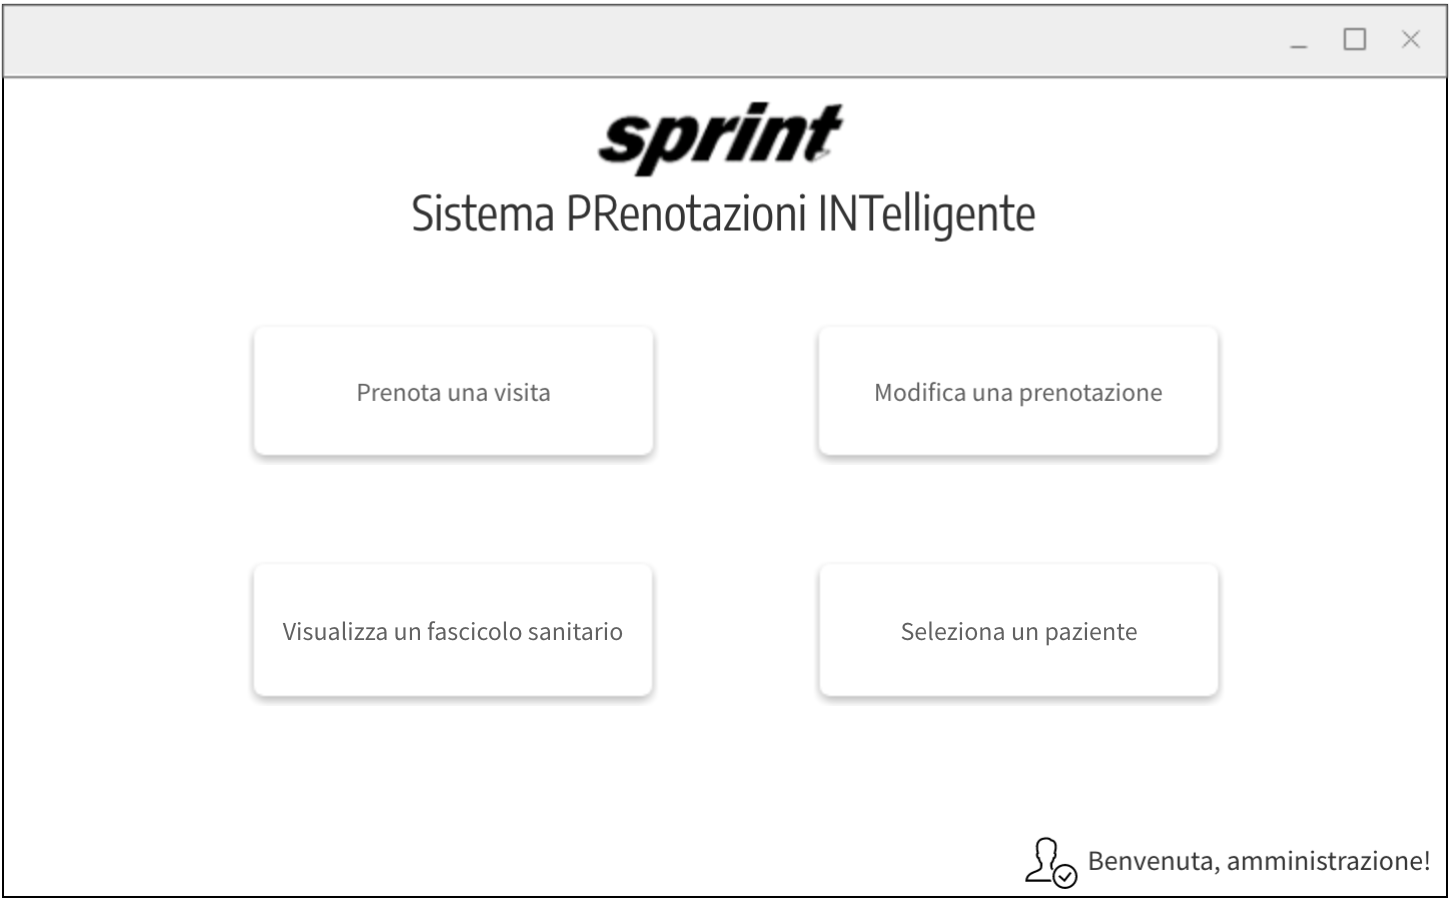 sprint
Sistema PRenotazioni INTelligente
Prenota una visita
Modifica una prenotazione
Visualizza un fascicolo sanitario
Seleziona un paziente
Benvenuta, amministrazione!